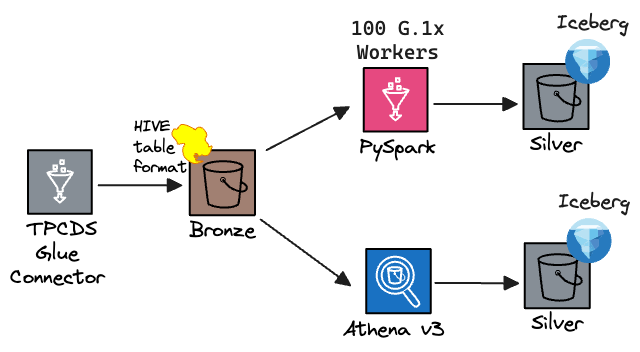 Iceberg
100 G.1x
Workers
HIVE
table
format
PySpark
Silver
TPCDS
Glue
Connector
Bronze
Iceberg
Athena v3
Silver